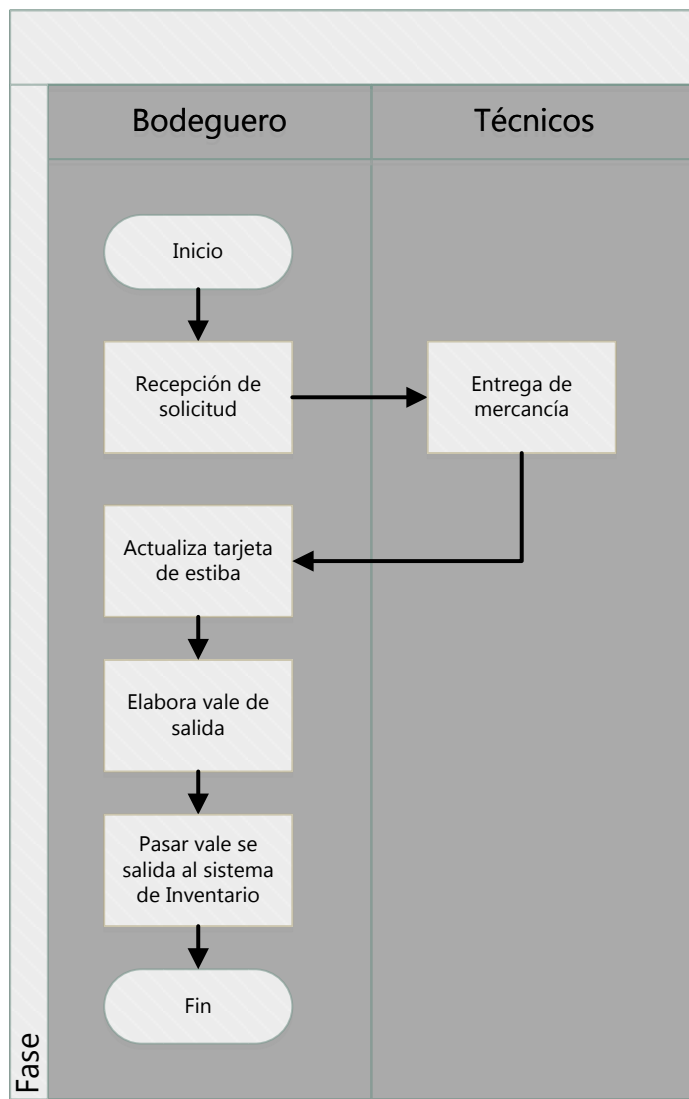 Bodeguero
Técnicos
Inicio
Recepción de
solicitud
Entrega de
mercancía
Actualiza tarjeta
de estiba
Elabora vale de
salida
Pasar vale se
salida al sistema
de Inventario
Fin
Fase